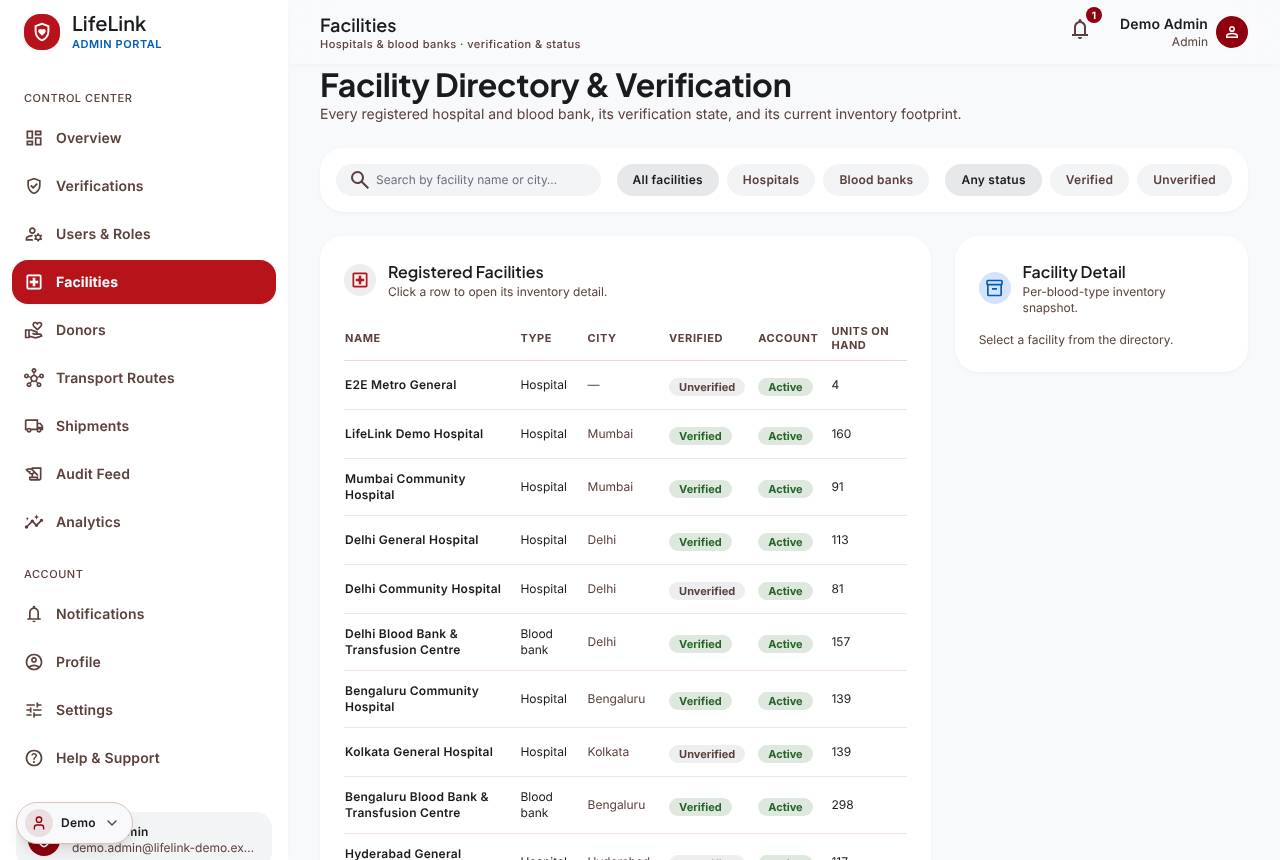 LifeLink
ADMIN PORTAL
CONTROL CENTER
Overview
Verifications
Users & Roles
Facilities
Donors
Transport Routes
Shipments
Audit Feed
Analytics
ACCOUNT
Notifications
Profile
Settings
Help & Support
Demo
min
demo.admin@lifelink-demo.ex...
Facilities
Hospitals & blood banks · verification & status
1
Demo Admin
Admin
Facility Directory & Verification
Every registered hospital and blood bank, its verification state, and its current inventory footprint.
Search by facility name or city...
All facilities
Hospitals
Blood banks
Any status
Verified
Unverified
Registered Facilities
Click a row to open its inventory detail.
NAME TYPE CITY VERIFIED ACCOUNT UNITS ON
HAND
E2E Metro General Hospital — Unverified Active 4
LifeLink Demo Hospital Hospital Mumbai Verified Active 160
Mumbai Community
Hospital Hospital Mumbai Verified Active 91
Delhi General Hospital Hospital Delhi Verified Active 113
Delhi Community Hospital Hospital Delhi Unverified Active 81
Delhi Blood Bank & Blood
Transfusion Centre bank Delhi Verified Active 157
Bengaluru Community
Hospital Hospital Bengaluru Verified Active 139
Kolkata General Hospital Hospital Kolkata Unverified Active 139
Bengaluru Blood Bank & Blood
Transfusion Centre bank Bengaluru Verified Active 298
Hyderabad General
Facility Detail
Per-blood-type inventory
snapshot.
Select a facility from the directory.